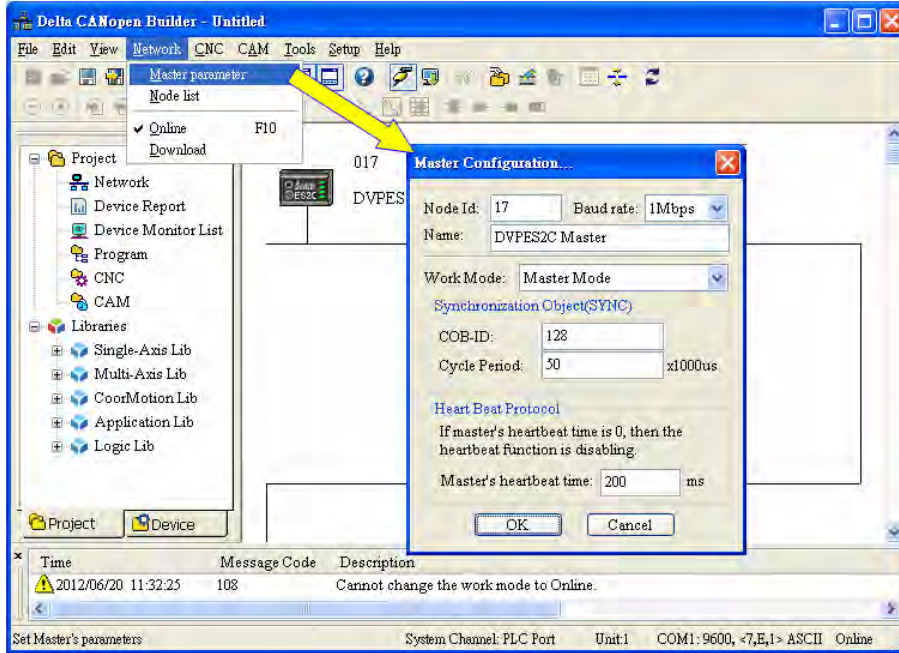 Delta CANopen Builder - Untitled
File Edit View Network CNC CAM Tools Setup Help
Master parameter
Node list
Online F10
Download
Project
Network
Device Report
Device Monitor List
Program
CNC
CAM
Libraries
Single-Axis Lib
Multi-Axis Lib
CoorMotion Lib
Application Lib
Logic Lib
Project Device
017
DVPES
ES2C
Master Configuration...
Node Id: 17 Baud rate: 1Mbps
Name: DVPES2C Master
Work Mode: Master Mode
Synchronization Object(SYNC)
COB-ID: 128
Cycle Period: 50 x1000us
Heart Beat Protocol
If master's heartbeat time is 0, then the
heartbeat function is disabling.
Master's heartbeat time: 200 ms
OK Cancel
Time Message Code Description
2012/06/20 11:32:25 108 Cannot change the work mode to Online.
Set Master's parameters System Channel: PLC Port Unit:1 COM1: 9600, <7,E,1> ASCII Online